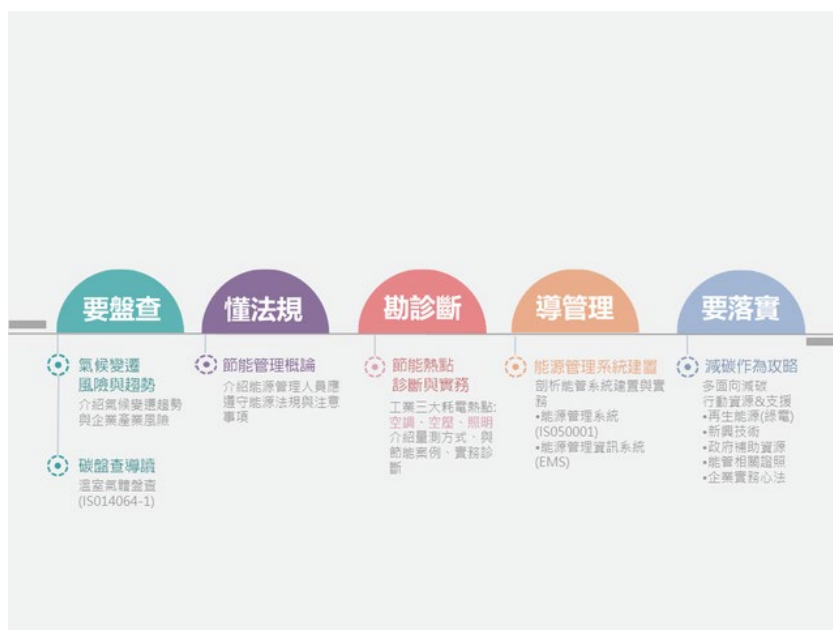 要盤查
氣候變遷
風險與趨勢
介紹氣候變遷趨勢
與企業產業風險
碳盤查導讀
溫室氣體盤查
(ISO14064-1)
懂法規
節能管理概論
介紹能源管理人員應
遵守能源法規與注意
事項
勘診斷
節能熱點
診斷與實務
工業三大耗電熱點:
空調、空壓、照明
介紹量測方式、與
節能案例、實務診
斷
導管理
能源管理系統建置
剖析能管系統建置與實
務
•能源管理系統
(ISO50001)
•能源管理資訊系統
(EMS)
要落實
減碳作為攻略
多面向減碳
行動資源&支援
•再生能源(綠電)
•新興技術
•政府補助資源
•能管相關證照
•企業實務心法